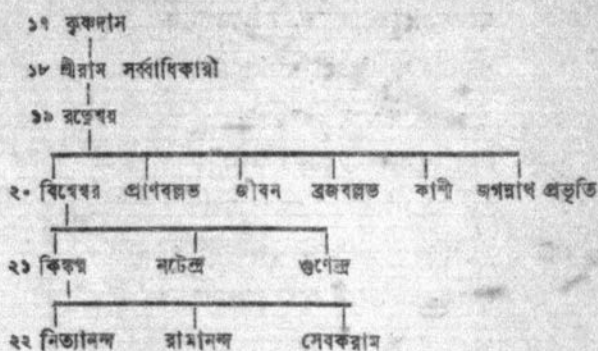 ১৭ কৃষ্ণদাস
১৮ শ্রীরাম সর্ব্বাধিকারী
১৯ রত্নেশ্বর
২০ বিশ্বেশ্বর প্রাণবল্লভ জীবন ব্রজবল্লভ কাশী জগন্নাথ প্রভৃতি
২১ কিঙ্কর নটেন্দ্র গুণেন্দ্র
২২ নিত্যানন্দ রামানন্দ সেবকরাম